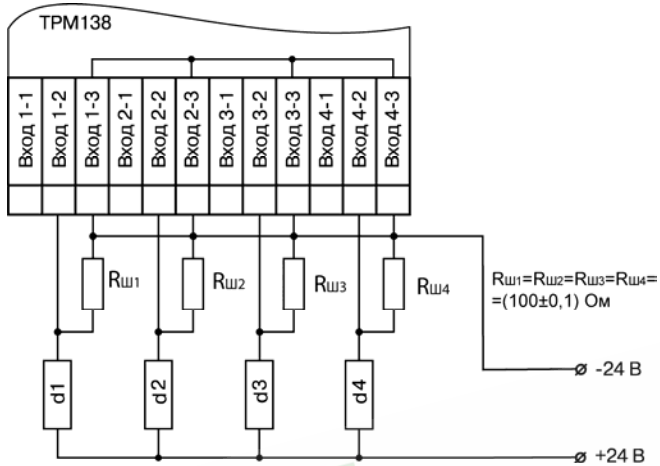 ТРМ138
Вход 1-1
Вход 1-2
Вход 1-3
Вход 2-1
Вход 2-2
Вход 2-3
Вход 3-1
Вход 3-2
Вход 3-3
Вход 4-1
Вход 4-2
Вход 4-3
Rш1
Rш2
Rш3
Rш4
Rш1=Rш2=Rш3=Rш4=
=(100±0,1) Ом
d1
d2
d3
d4
-24 В
+24 В